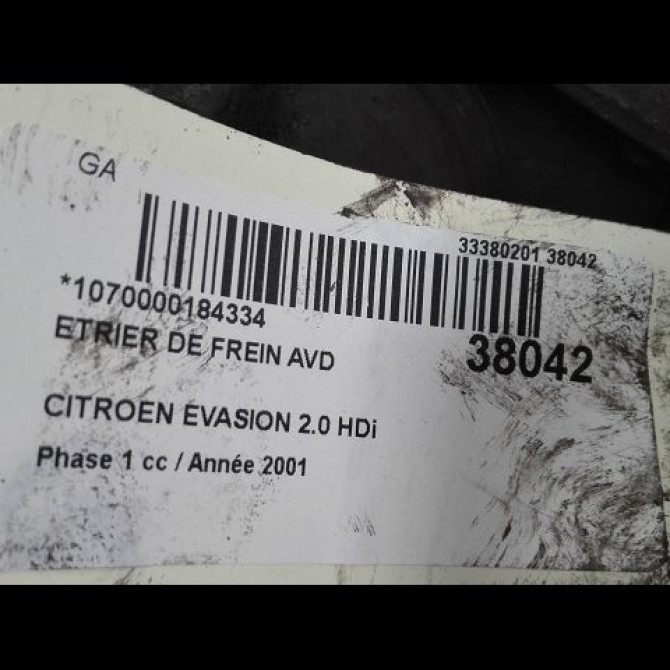 GA
33380201 38042
*1070000184334
38042
ETRIER DE FREIN AVD
CITROEN EVASION 2.0 HDi
Phase 1 cc / Année 2001